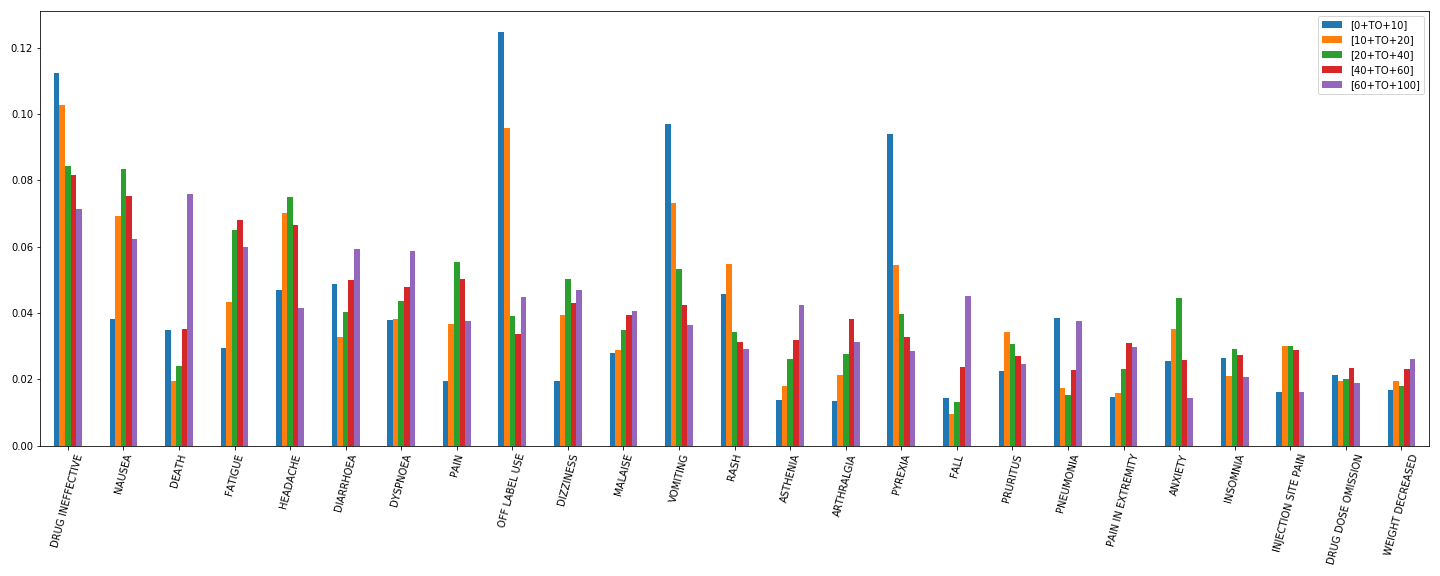 0.12
0.10
0.08
0.06
0.04
0.02
0.00
[0+TO+10]
[10+TO+20]
[20+TO+40]
[40+TO+60]
[60+TO+100]
DRUG INEFFECTIVE
NAUSEA
DEATH
FATIGUE
HEADACHE
DIARRHOEA
DYSPNOEA
PAIN
OFF LABEL USE
DIZZINESS
MALAISE
VOMITING
RASH
ASTHENIA
ARTHRALGIA
PYREXIA
FALL
PRURITUS
PNEUMONIA
PAIN IN EXTREMITY
ANXIETY
INSOMNIA
INJECTION SITE PAIN
DRUG DOSE OMISSION
WEIGHT DECREASED